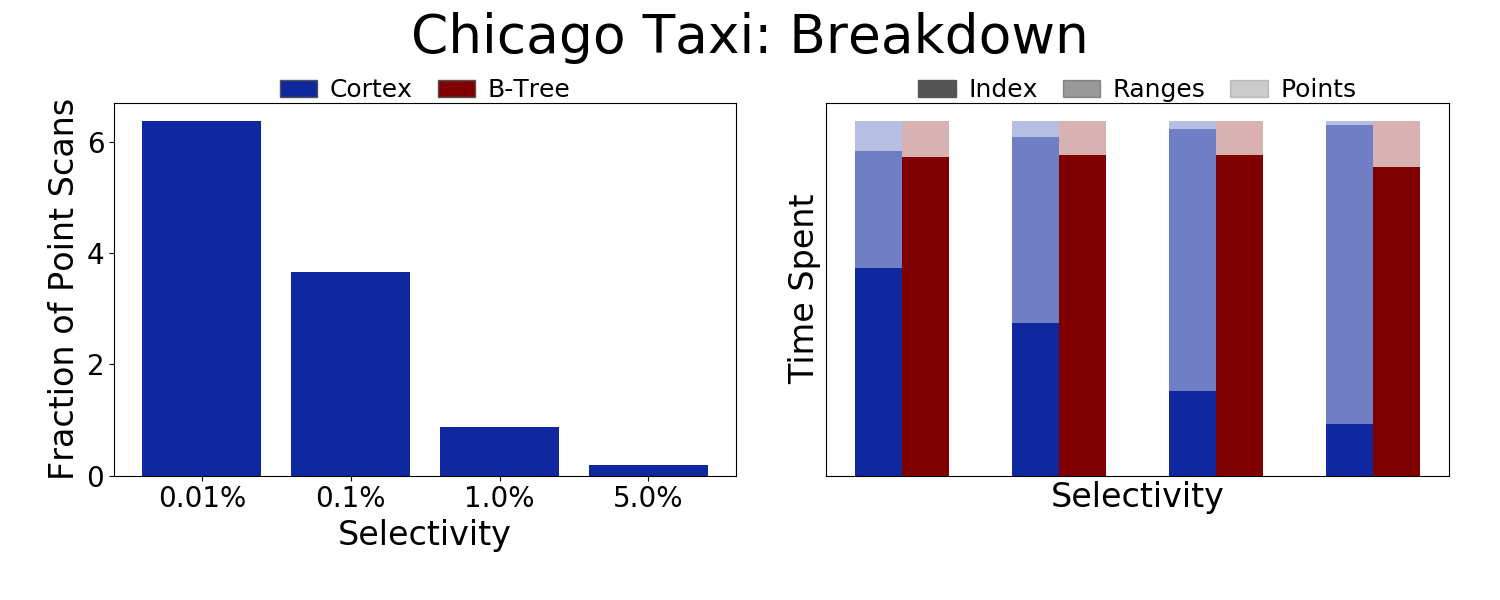 Chicago Taxi: Breakdown
Cortex B-Tree
Fraction of Point Scans
6
4
2
0
0.01% 0.1% 1.0% 5.0%
Selectivity
Index Ranges Points
Time Spent
Selectivity